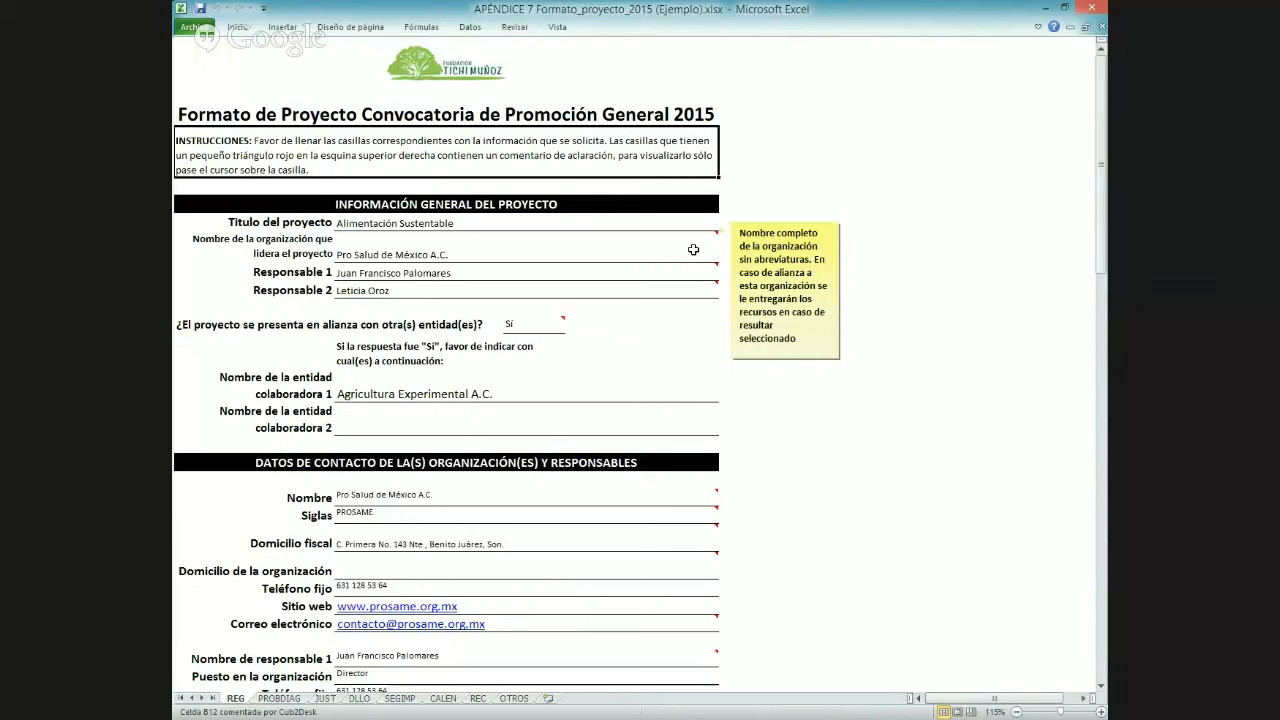 APÉNDICE 7 Formato_proyecto_2015 (Ejemplo).xlsx - Microsoft Excel
Archivo Inicio Insertar Diseño de página Fórmulas Datos Revisar Vista
Google
FUNDACIÓN
TICHI MUÑOZ
Formato de Proyecto Convocatoria de Promoción General 2015
INSTRUCCIONES: Favor de llenar las casillas correspondientes con la información que se solicita. Las casillas que tienen
un pequeño triángulo rojo en la esquina superior derecha contienen un comentario de aclaración, para visualizarlo sólo
pase el cursor sobre la casilla.
INFORMACIÓN GENERAL DEL PROYECTO
Titulo del proyecto Alimentación Sustentable
Nombre de la organización que
lidera el proyecto Pro Salud de México A.C.
Responsable 1 Juan Francisco Palomares
Responsable 2 Leticia Oroz
Nombre completo
de la organización
sin abreviaturas. En
caso de alianza a
esta organización se
le entregarán los
recursos en caso de
resultar
seleccionado
¿El proyecto se presenta en alianza con otra(s) entidad(es)? Sí
Si la respuesta fue "Sí", favor de indicar con
cual(es) a continuación:
Nombre de la entidad
colaboradora 1 Agricultura Experimental A.C.
Nombre de la entidad
colaboradora 2
DATOS DE CONTACTO DE LA(S) ORGANIZACIÓN(ES) Y RESPONSABLES
Nombre Pro Salud de México A.C.
Siglas PROSAME
Domicilio fiscal C. Primera No. 143 Nte., Benito Juárez, Son.
Domicilio de la organización
Teléfono fijo 631 128 53 64
Sitio web www.prosame.org.mx
Correo electrónico contacto@prosame.org.mx
Nombre de responsable 1 Juan Francisco Palomares
Puesto en la organización Director
Teléfono fijo 631 128 53 64
REG PROBDIAG JUST DLLO SEGIMP CALEN REC OTROS
Celda B12 comentada por Cub2Desk 115%